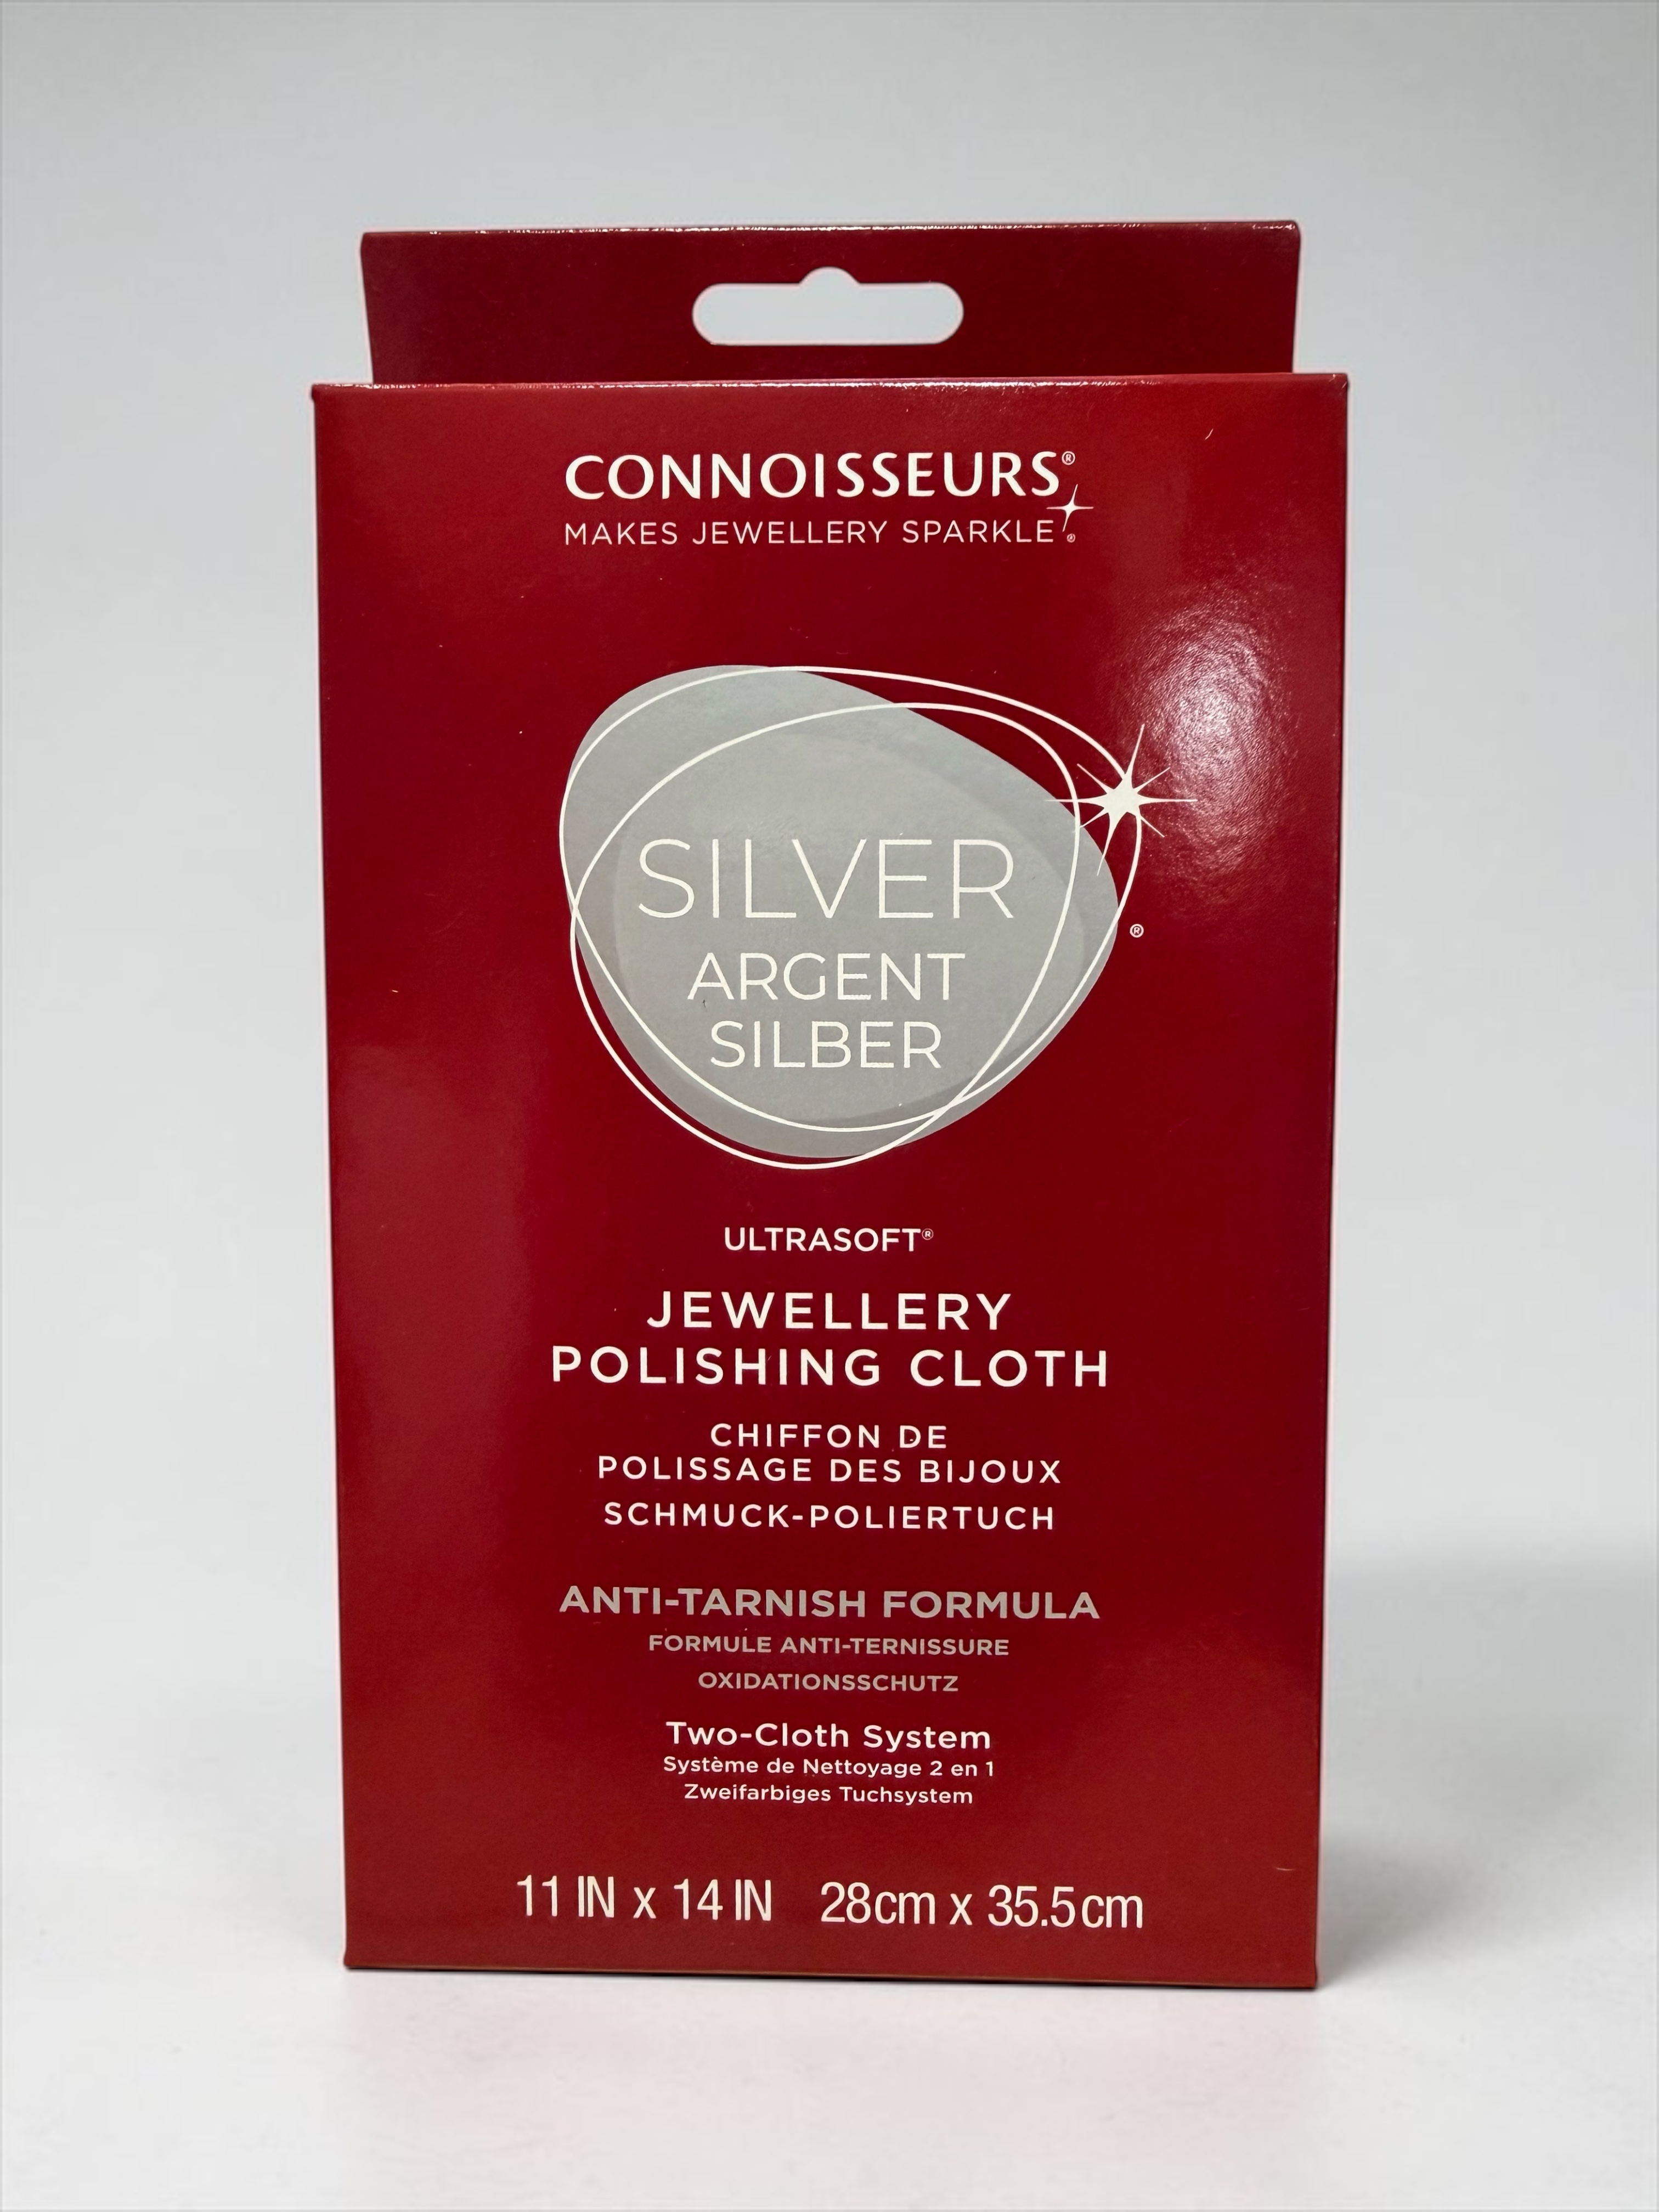 CONNOISSEURS®
MAKES JEWELLERY SPARKLE®
SILVER
ARGENT
SILBER
®
ULTRASOFT®
JEWELLERY
POLISHING CLOTH
CHIFFON DE
POLISSAGE DES BIJOUX
SCHMUCK-POLIERTUCH
ANTI-TARNISH FORMULA
FORMULE ANTI-TERNISSURE
OXIDATIONSSCHUTZ
Two-Cloth System
Système de Nettoyage 2 en 1
Zweifarbiges Tuchsystem
11 IN x 14 IN 28cm x 35.5cm